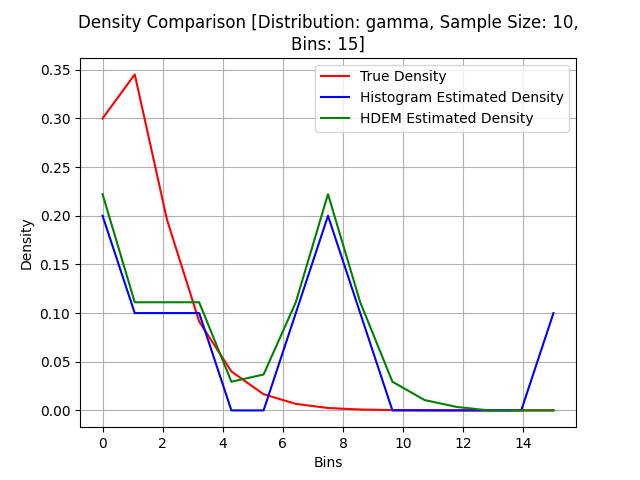 Density Comparison [Distribution: gamma, Sample Size: 10,
Bins: 15]
True Density
Histogram Estimated Density
HDEM Estimated Density
Density
0.35
0.30
0.25
0.20
0.15
0.10
0.05
0.00
0 2 4 6 8 10 12 14
Bins